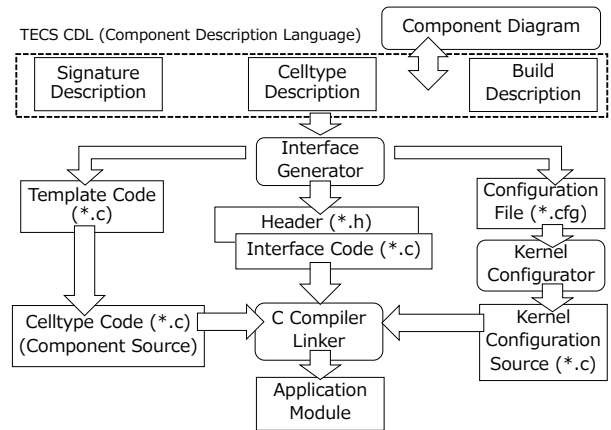 Component Diagram
TECS CDL (Component Description Language)
Signature
Description
Celltype
Description
Build
Description
Interface
Generator
Template Code
(*.c)
Header (*.h)
Interface Code (*.c)
Configuration
File (*.cfg)
Kernel
Configurator
Celltype Code (*.c)
(Component Source)
C Compiler
Linker
Kernel
Configuration
Source (*.c)
Application
Module